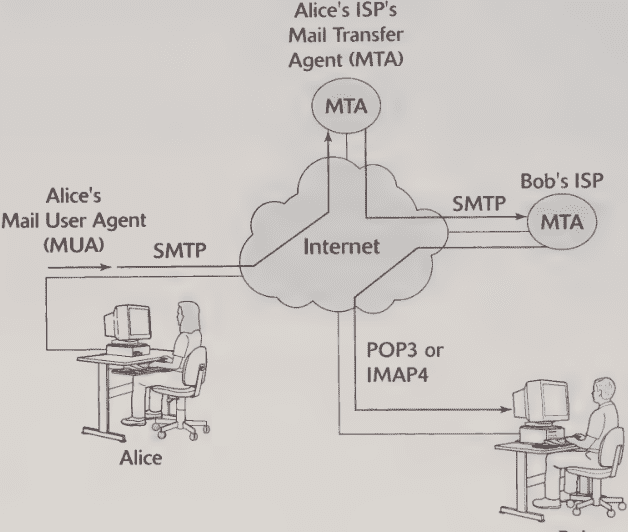 Alice's ISP's
Mail Transfer
Agent (MTA)
MTA
Alice's
Mail User Agent
(MUA)
SMTP
Internet
SMTP
Bob's ISP
MTA
POP3 or
IMAP4
Alice